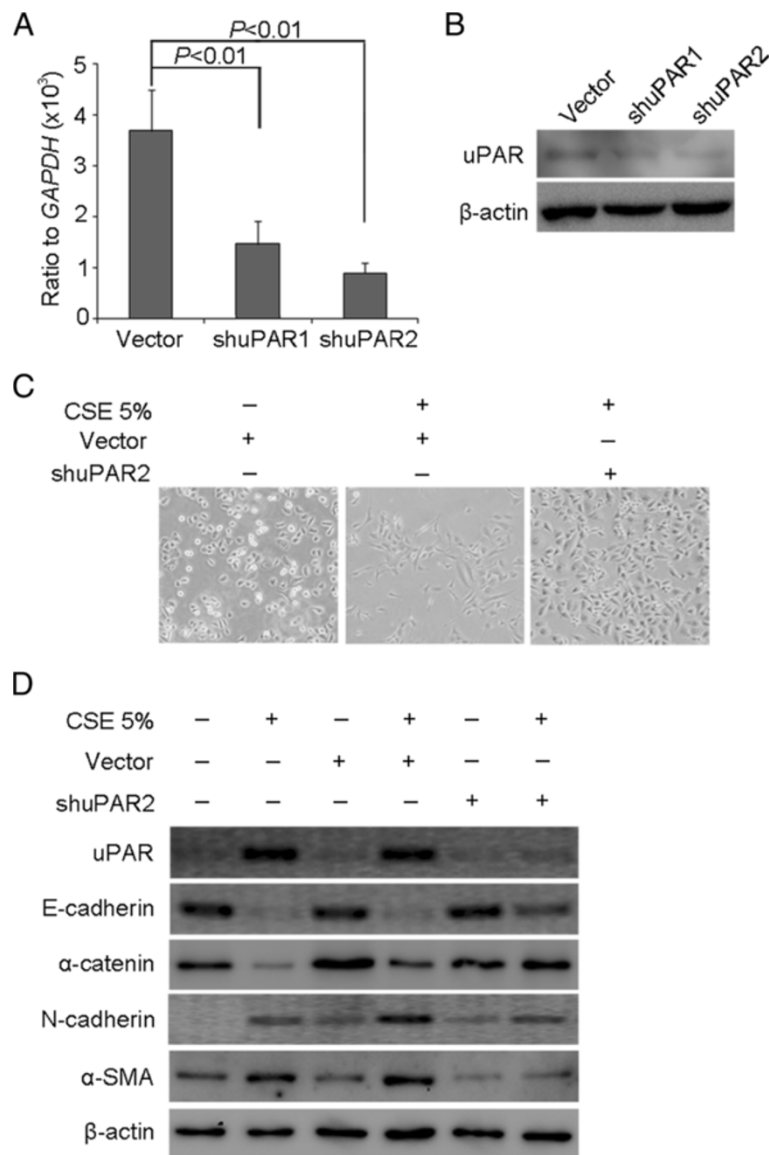 A
P<0.01
P<0.01
Ratio to GAPDH (x10³)
5
4
3
2
1
0
Vector shuPAR1 shuPAR2
B
Vector shuPAR1 shuPAR2
uPAR
β-actin
C
CSE 5% – + +
Vector + + –
shuPAR2 – – +
D
CSE 5% – + – + – +
Vector – – + + – –
shuPAR2 – – – – + +
uPAR
E-cadherin
α-catenin
N-cadherin
α-SMA
β-actin